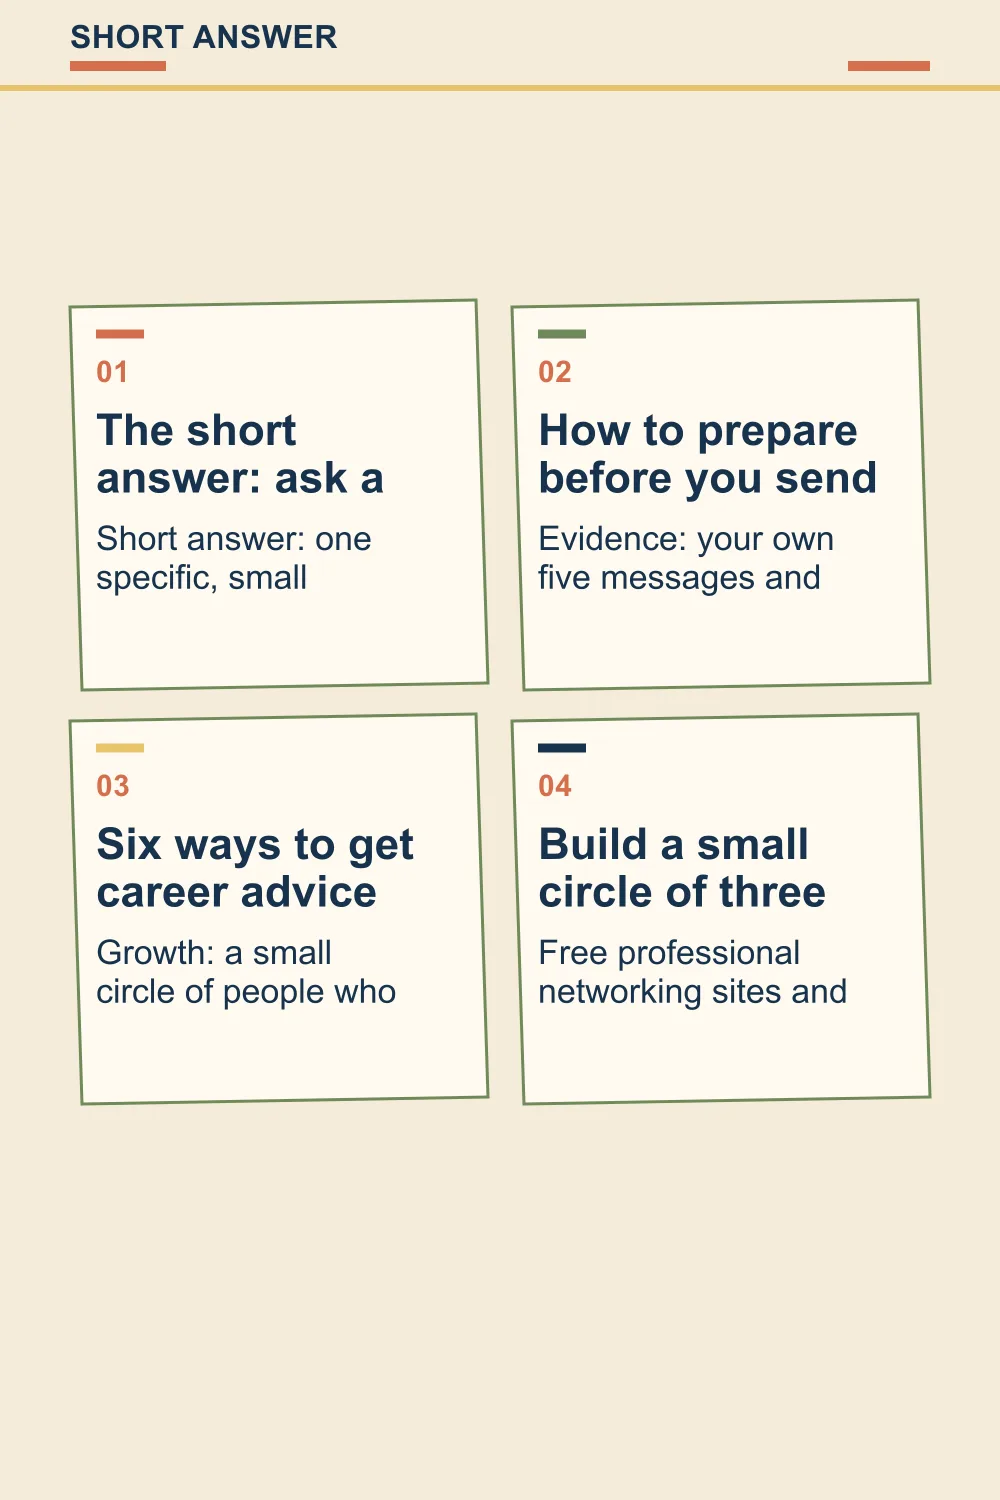 SHORT ANSWER
01
The short
answer: ask a
Short answer: one
specific, small
02
How to prepare
before you send
Evidence: your own
five messages and
03
Six ways to get
career advice
Growth: a small
circle of people who
04
Build a small
circle of three
Free professional
networking sites and